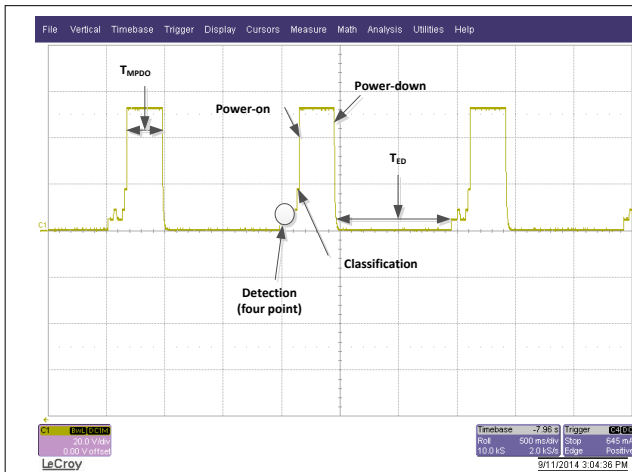 File Vertical Timebase Trigger Display Cursors Measure Math Analysis Utilities Help
TMPDO
Power-on
Power-down
TED
C1
Classification
Detection
(four point)
C1 BwL DC1M
20.0 V/div
0.00 V offset
LeCroy
Timebase -7.96 s
Roll 500 ms/div
10.0 kS 2.0 kS/s
Trigger C4 DC
Stop 645 mA
Edge Positive
9/11/2014 3:04:36 PM